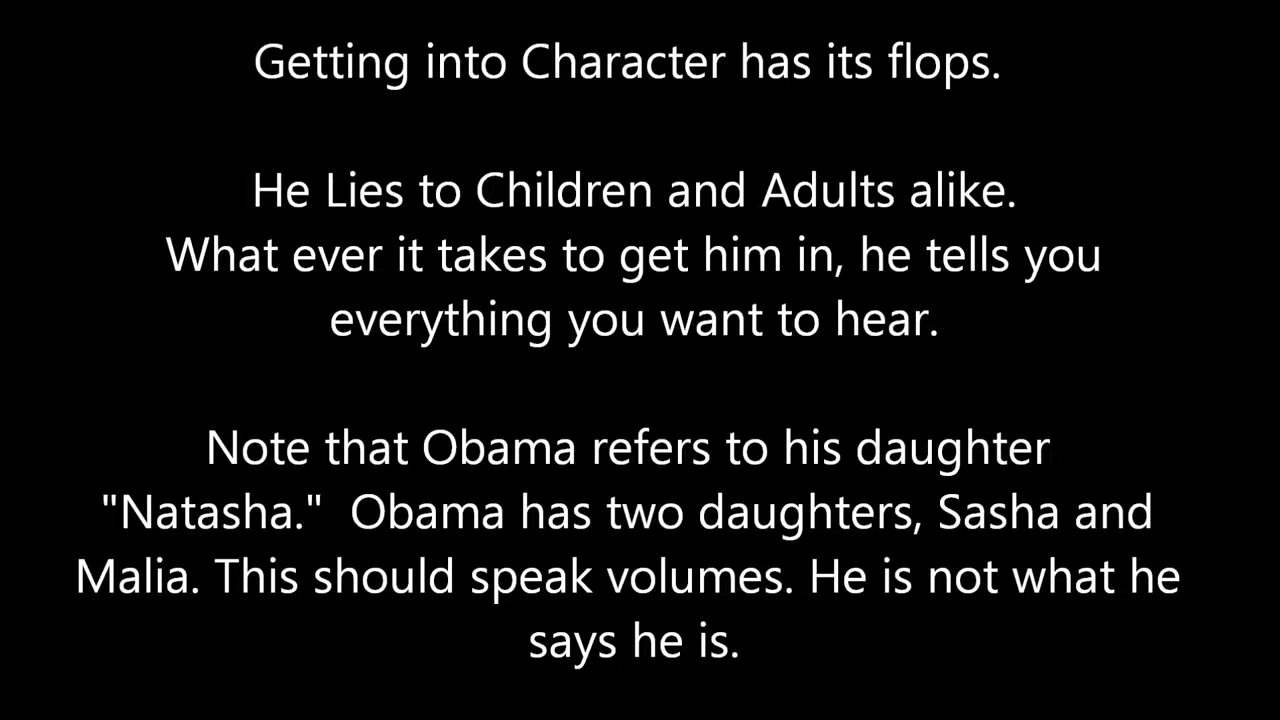 Getting into Character has its flops.
He Lies to Children and Adults alike.
What ever it takes to get him in, he tells you
everything you want to hear.
Note that Obama refers to his daughter
"Natasha."  Obama has two daughters, Sasha and
Malia. This should speak volumes. He is not what he
says he is.